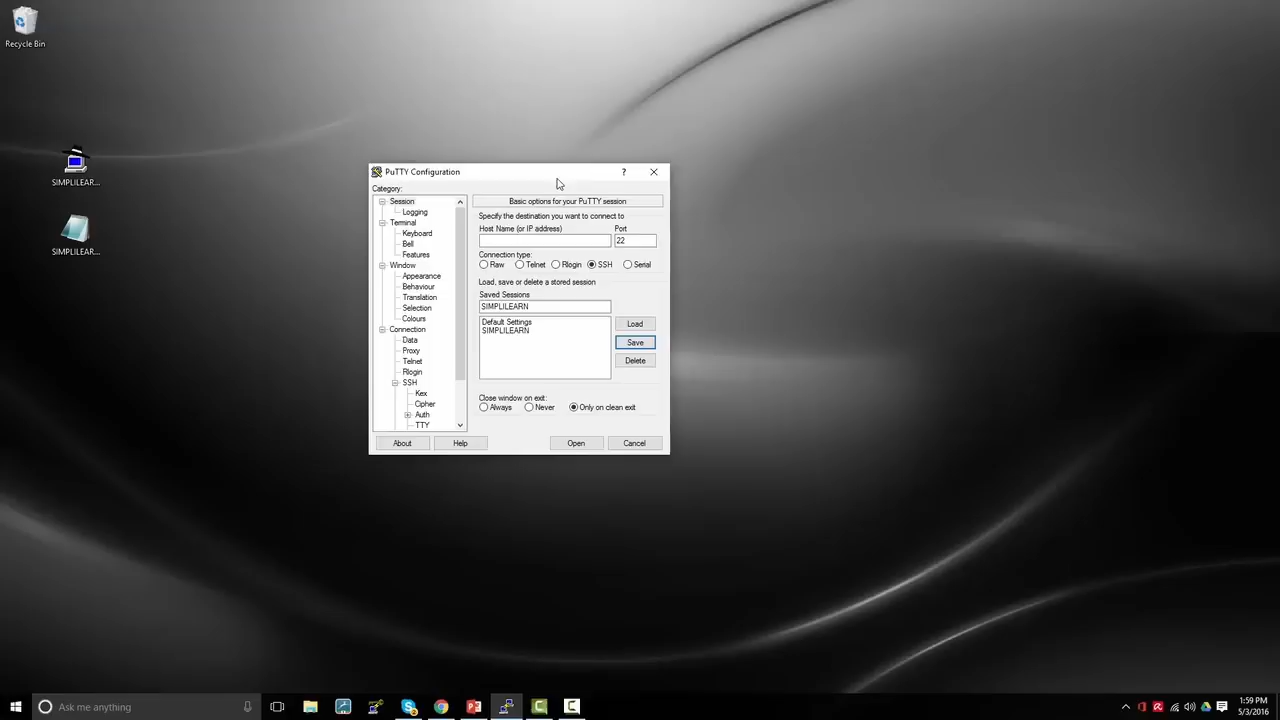 Recycle Bin
SIMPLILEAR...
SIMPLILEAR...
PuTTY Configuration
?
Category:
Session
Logging
Terminal
Keyboard
Bell
Features
Window
Appearance
Behaviour
Translation
Selection
Colours
Connection
Data
Proxy
Telnet
Rlogin
SSH
Kex
Cipher
Auth
TTY
Basic options for your PuTTY session
Specify the destination you want to connect to
Host Name (or IP address) Port
22
Connection type:
Raw Telnet Rlogin SSH Serial
Load, save or delete a stored session
Saved Sessions
SIMPLILEARN
Default Settings
SIMPLILEARN
Load
Save
Delete
Close window on exit:
Always Never Only on clean exit
About Help Open Cancel
Ask me anything
1:59 PM
5/3/2016